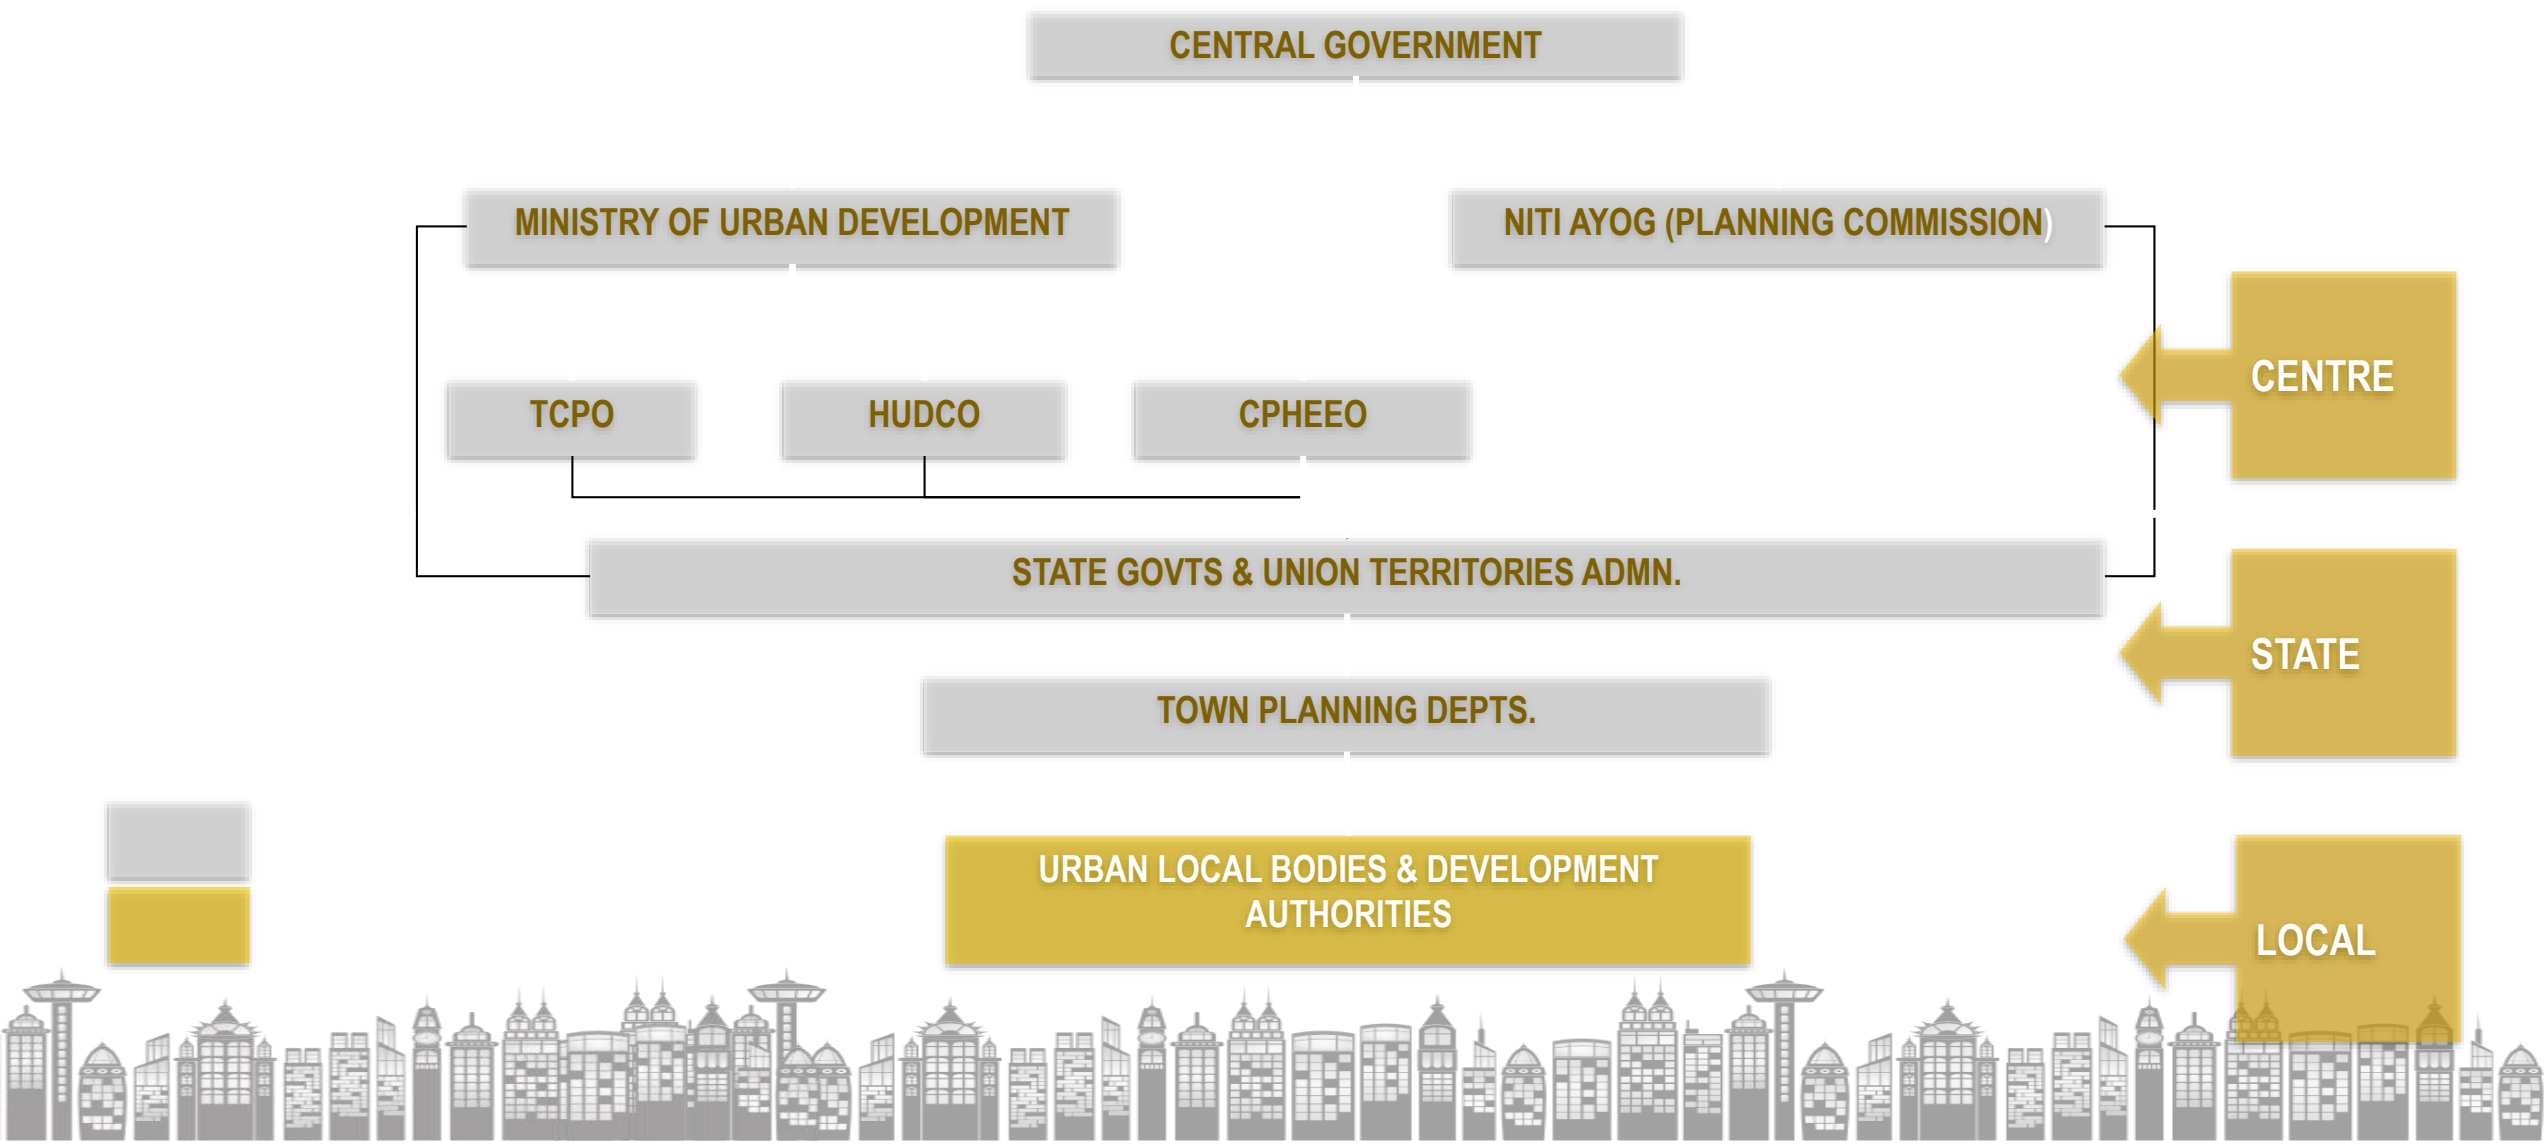 CENTRAL GOVERNMENT
MINISTRY OF URBAN DEVELOPMENT
NITI AYOG (PLANNING COMMISSION)
CENTRE
TCPO
HUDCO
CPHEEO
STATE GOVTS & UNION TERRITORIES ADMN.
STATE
TOWN PLANNING DEPTS.
URBAN LOCAL BODIES & DEVELOPMENT
AUTHORITIES
LOCAL